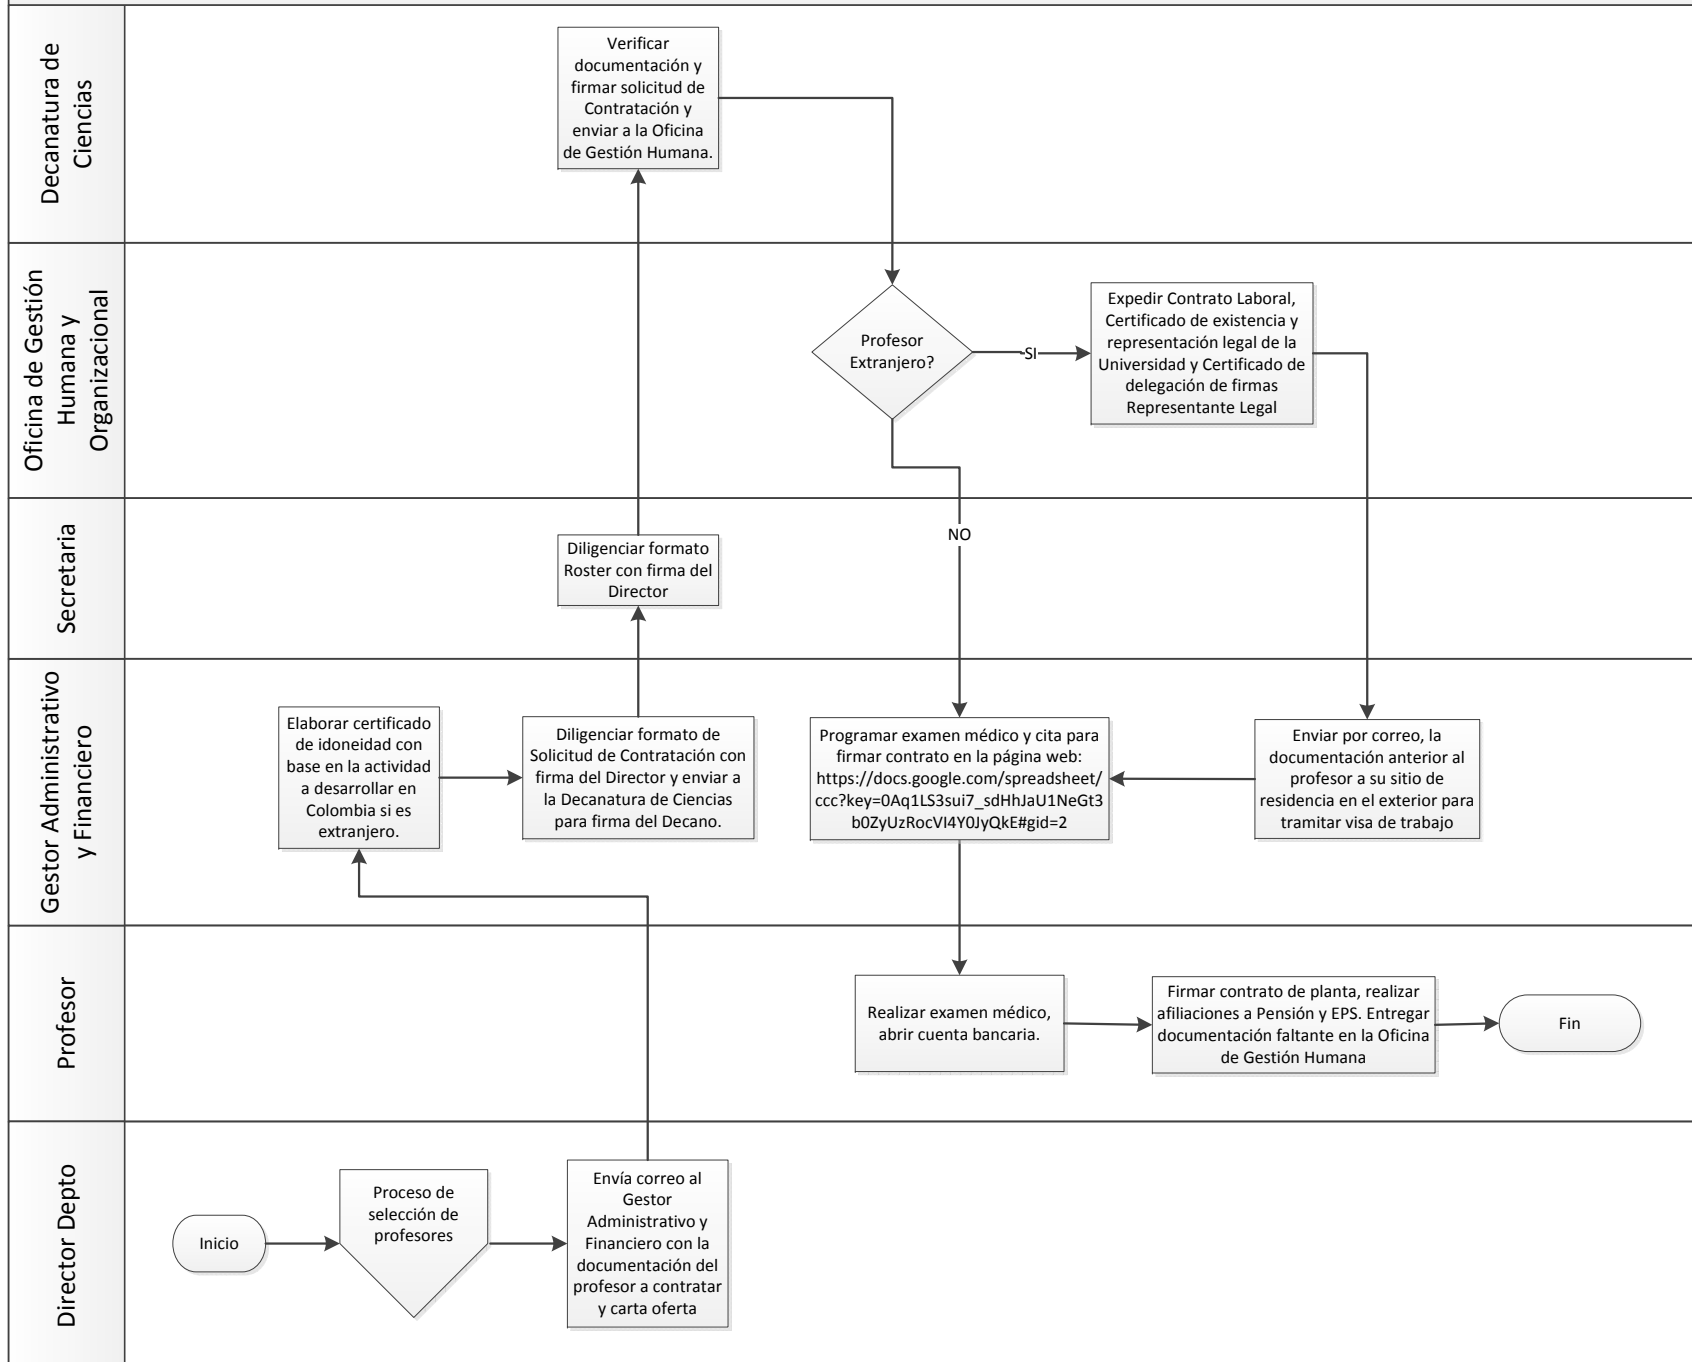 Decanatura de
Ciencias
Verificar
documentación y
firmar solicitud de
Contratación y
enviar a la Oficina
de Gestión Humana.
Oficina de Gestión
Humana y
Organizacional
Profesor
Extranjero?
SI
Expedir Contrato Laboral,
Certificado de existencia y
representación legal de la
Universidad y Certificado de
delegación de firmas
Representante Legal
NO
Secretaria
Diligenciar formato
Roster con firma del
Director
Gestor Administrativo
y Financiero
Elaborar certificado
de idoneidad con
base en la actividad
a desarrollar en
Colombia si es
extranjero.
Diligenciar formato de
Solicitud de Contratación con
firma del Director y enviar a
la Decanatura de Ciencias
para firma del Decano.
Programar examen médico y cita para
firmar contrato en la página web:
https://docs.google.com/spreadsheet/
ccc?key=0Aq1LS3sui7_sdHhJaU1NeGt3
b0ZyUzRocVI4Y0JyQkE#gid=2
Enviar por correo, la
documentación anterior al
profesor a su sitio de
residencia en el exterior para
tramitar visa de trabajo
Profesor
Realizar examen médico,
abrir cuenta bancaria.
Firmar contrato de planta, realizar
afiliaciones a Pensión y EPS. Entregar
documentación faltante en la Oficina
de Gestión Humana
Fin
Director Depto
Inicio
Proceso de
selección de
profesores
Envía correo al
Gestor
Administrativo y
Financiero con la
documentación del
profesor a contratar
y carta oferta